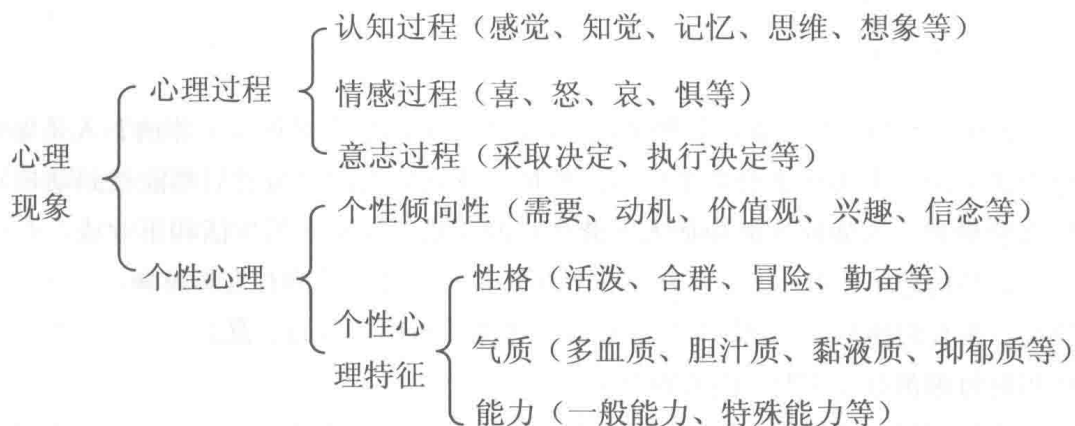 认知过程（感觉、知觉、记忆、思维、想象等）
心理过程
情感过程（喜、怒、哀、惧等）
意志过程（采取决定、执行决定等）
心理
现象
个性倾向性（需要、动机、价值观、兴趣、信念等）
个性心理
性格（活泼、合群、冒险、勤奋等）
个性心
理特征
气质（多血质、胆汁质、黏液质、抑郁质等）
能力（一般能力、特殊能力等）